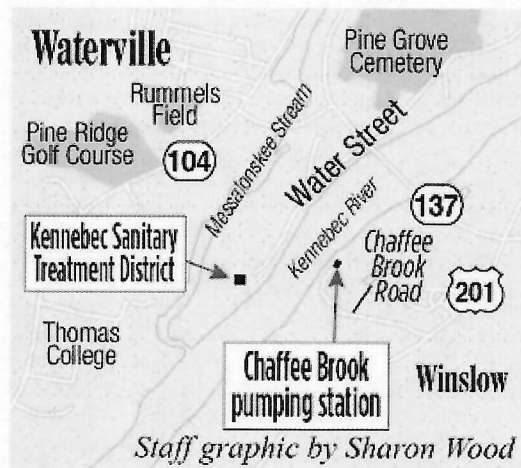 Waterville
Pine Grove
Cemetery
Rummels
Field
Pine Ridge
Golf Course
104
Messalonskee Stream
Water Street
Kennebec River
137
Kennebec Sanitary
Treatment District
Chaffee
Brook
Road
201
Thomas
College
Chaffee Brook
pumping station
Winslow
Staff graphic by Sharon Wood